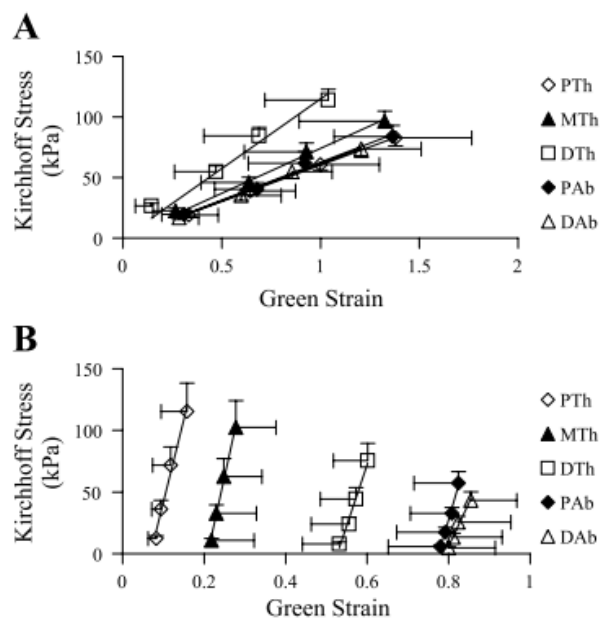 A
Kirchhoff Stress
(kPa)
150
100
50
0
0
0.5
1
1.5
2
Green Strain
PTh
MTh
DTh
PAb
DAb
B
Kirchhoff Stress
(kPa)
150
100
50
0
0
0.2
0.4
0.6
0.8
1
Green Strain
PTh
MTh
DTh
PAb
DAb